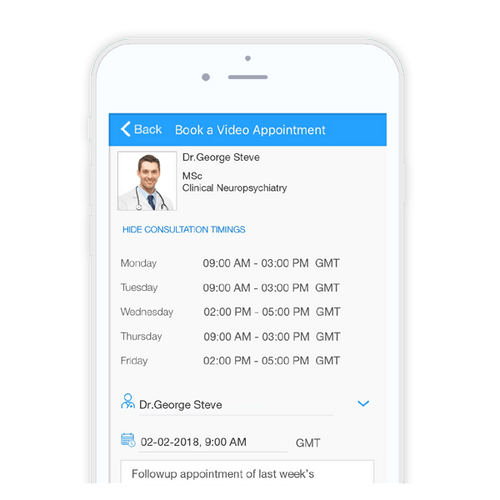 Back Book a Video Appointment
Dr.George Steve
MSc
Clinical Neuropsychiatry
HIDE CONSULTATION TIMINGS
Monday 09:00 AM - 03:00 PM GMT
Tuesday 09:00 AM - 03:00 PM GMT
Wednesday 02:00 PM - 05:00 PM GMT
Thursday 09:00 AM - 03:00 PM GMT
Friday 02:00 PM - 05:00 PM GMT
Dr.George Steve
02-02-2018, 9:00 AM GMT
Followup appointment of last week's